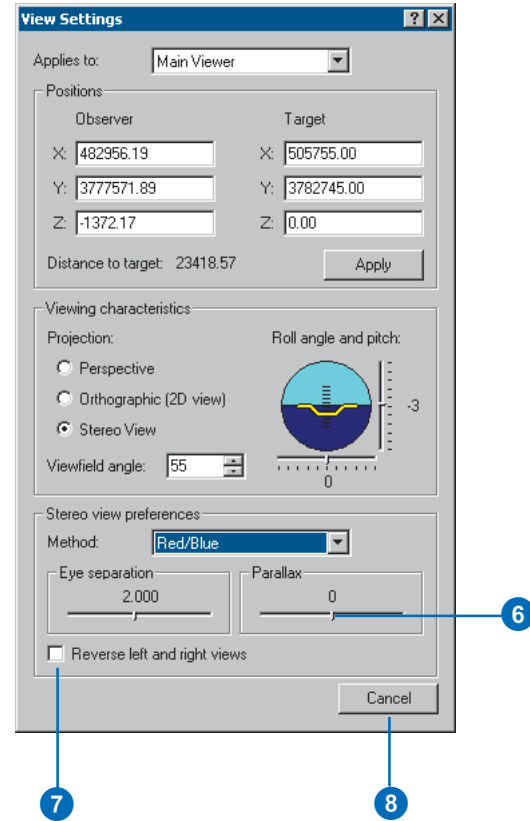 View Settings
Applies to: Main Viewer
Positions
Observer Target
X: 482956.19 X: 505755.00
Y: 3777571.89 Y: 3782745.00
Z: -1372.17 Z: 0.00
Distance to target: 23418.57 Apply
Viewing characteristics
Projection: Roll angle and pitch:
Perspective
Orthographic (2D view)
-3
Stereo View
Viewfield angle: 55
0
Stereo view preferences
Method: Red/Blue
Eye separation Parallax
2.000 0
6
Reverse left and right views
Cancel
7 8